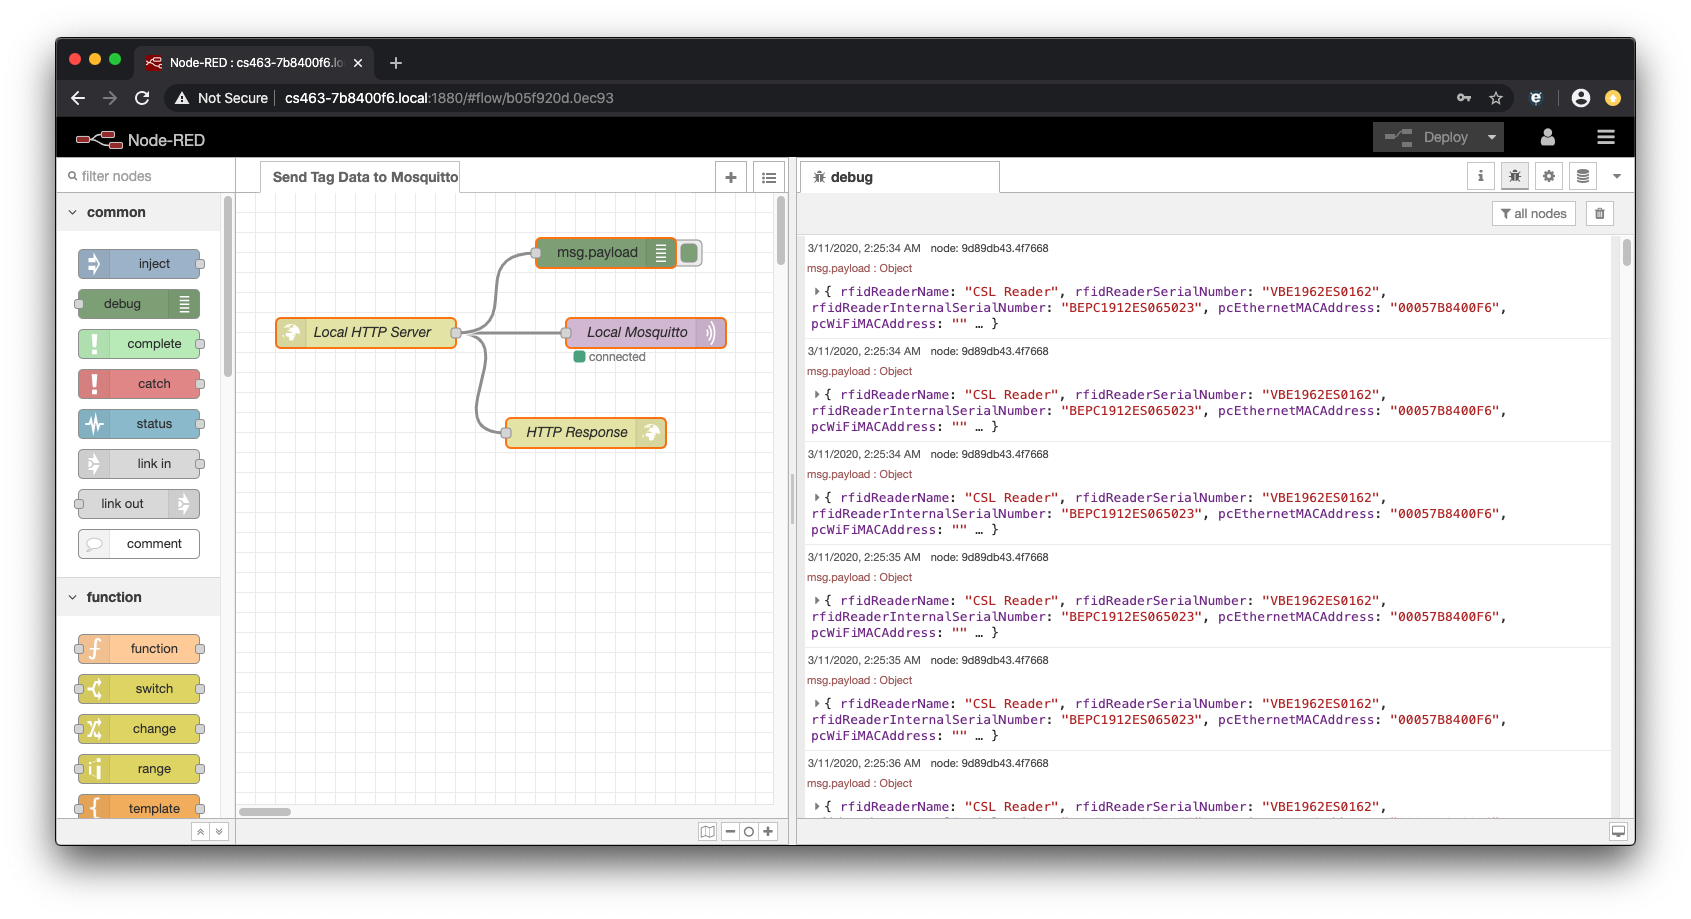 Node-RED : cs463-7b8400f6.lo
Not Secure
cs463-7b8400f6.local:1880/#flow/b05f920d.0ec93
Node-RED
Deploy
filter nodes
Send Tag Data to Mosquitto
debug
common
all nodes
inject
debug
complete
catch
status
link in
link out
comment
function
function
switch
change
range
template
msg.payload
Local HTTP Server
Local Mosquitto
connected
HTTP Response
3/11/2020, 2:25:34 AM node: 9d89db43.4f7668
msg.payload : Object
{ rfidReaderName: "CSL Reader", rfidReaderSerialNumber: "VBE1962ES0162",
rfidReaderInternalSerialNumber: "BEPC1912ES065023", pcEthernetMACAddress: "00057B8400F6",
pcWiFiMACAddress: "" … }
3/11/2020, 2:25:34 AM node: 9d89db43.4f7668
msg.payload : Object
{ rfidReaderName: "CSL Reader", rfidReaderSerialNumber: "VBE1962ES0162",
rfidReaderInternalSerialNumber: "BEPC1912ES065023", pcEthernetMACAddress: "00057B8400F6",
pcWiFiMACAddress: "" … }
3/11/2020, 2:25:34 AM node: 9d89db43.4f7668
msg.payload : Object
{ rfidReaderName: "CSL Reader", rfidReaderSerialNumber: "VBE1962ES0162",
rfidReaderInternalSerialNumber: "BEPC1912ES065023", pcEthernetMACAddress: "00057B8400F6",
pcWiFiMACAddress: "" … }
3/11/2020, 2:25:35 AM node: 9d89db43.4f7668
msg.payload : Object
{ rfidReaderName: "CSL Reader", rfidReaderSerialNumber: "VBE1962ES0162",
rfidReaderInternalSerialNumber: "BEPC1912ES065023", pcEthernetMACAddress: "00057B8400F6",
pcWiFiMACAddress: "" … }
3/11/2020, 2:25:35 AM node: 9d89db43.4f7668
msg.payload : Object
{ rfidReaderName: "CSL Reader", rfidReaderSerialNumber: "VBE1962ES0162",
rfidReaderInternalSerialNumber: "BEPC1912ES065023", pcEthernetMACAddress: "00057B8400F6",
pcWiFiMACAddress: "" … }
3/11/2020, 2:25:36 AM node: 9d89db43.4f7668
msg.payload : Object
{ rfidReaderName: "CSL Reader", rfidReaderSerialNumber: "VBE1962ES0162",